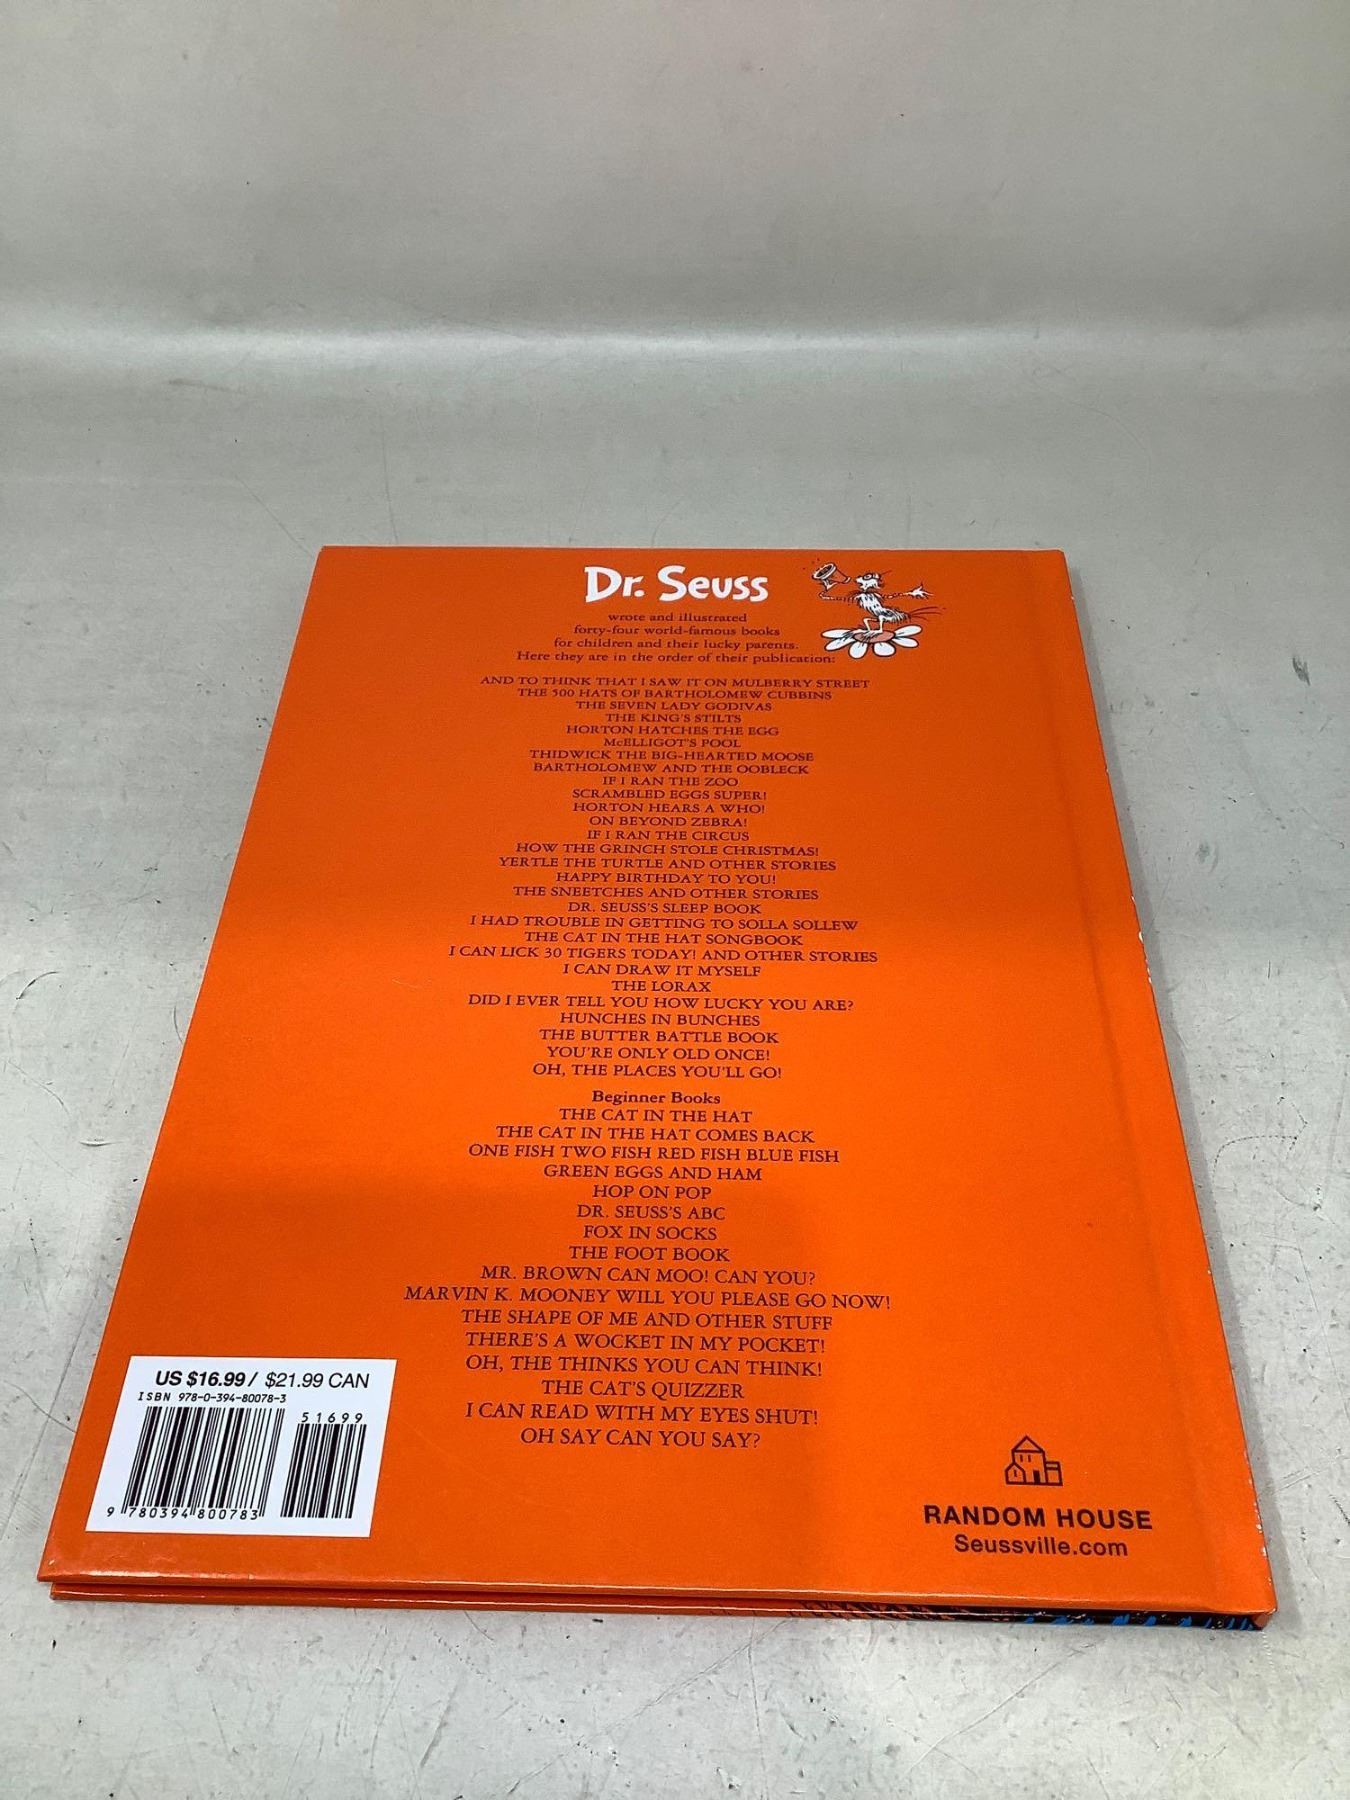 Dr. Seuss
wrote and illustrated
forty-four world-famous books
for children and their lucky parents.
Here they are in the order of their publication:
AND TO THINK THAT I SAW IT ON MULBERRY STREET
THE 500 HATS OF BARTHOLOMEW CUBBINS
THE SEVEN LADY GODIVAS
THE KING'S STILTS
HORTON HATCHES THE EGG
McELLIGOT'S POOL
THIDWICK THE BIG-HEARTED MOOSE
BARTHOLOMEW AND THE OOBLECK
IF I RAN THE ZOO
SCRAMBLED EGGS SUPER!
HORTON HEARS A WHO!
ON BEYOND ZEBRA!
IF I RAN THE CIRCUS
HOW THE GRINCH STOLE CHRISTMAS!
YERTLE THE TURTLE AND OTHER STORIES
HAPPY BIRTHDAY TO YOU!
THE SNEETCHES AND OTHER STORIES
DR. SEUSS'S SLEEP BOOK
I HAD TROUBLE IN GETTING TO SOLLA SOLLEW
THE CAT IN THE HAT SONGBOOK
I CAN LICK 30 TIGERS TODAY! AND OTHER STORIES
I CAN DRAW IT MYSELF
THE LORAX
DID I EVER TELL YOU HOW LUCKY YOU ARE?
HUNCHES IN BUNCHES
THE BUTTER BATTLE BOOK
YOU'RE ONLY OLD ONCE!
OH, THE PLACES YOU'LL GO!
Beginner Books
THE CAT IN THE HAT
THE CAT IN THE HAT COMES BACK
ONE FISH TWO FISH RED FISH BLUE FISH
GREEN EGGS AND HAM
HOP ON POP
DR. SEUSS'S ABC
FOX IN SOCKS
THE FOOT BOOK
MR. BROWN CAN MOO! CAN YOU?
MARVIN K. MOONEY WILL YOU PLEASE GO NOW!
THE SHAPE OF ME AND OTHER STUFF
THERE'S A WOCKET IN MY POCKET!
OH, THE THINKS YOU CAN THINK!
THE CAT'S QUIZZER
I CAN READ WITH MY EYES SHUT!
OH SAY CAN YOU SAY?
US $16.99 / $21.99 CAN
ISBN 978-0-394-80078-3
51699
9 780394 800783
RANDOM HOUSE
Seussville.com